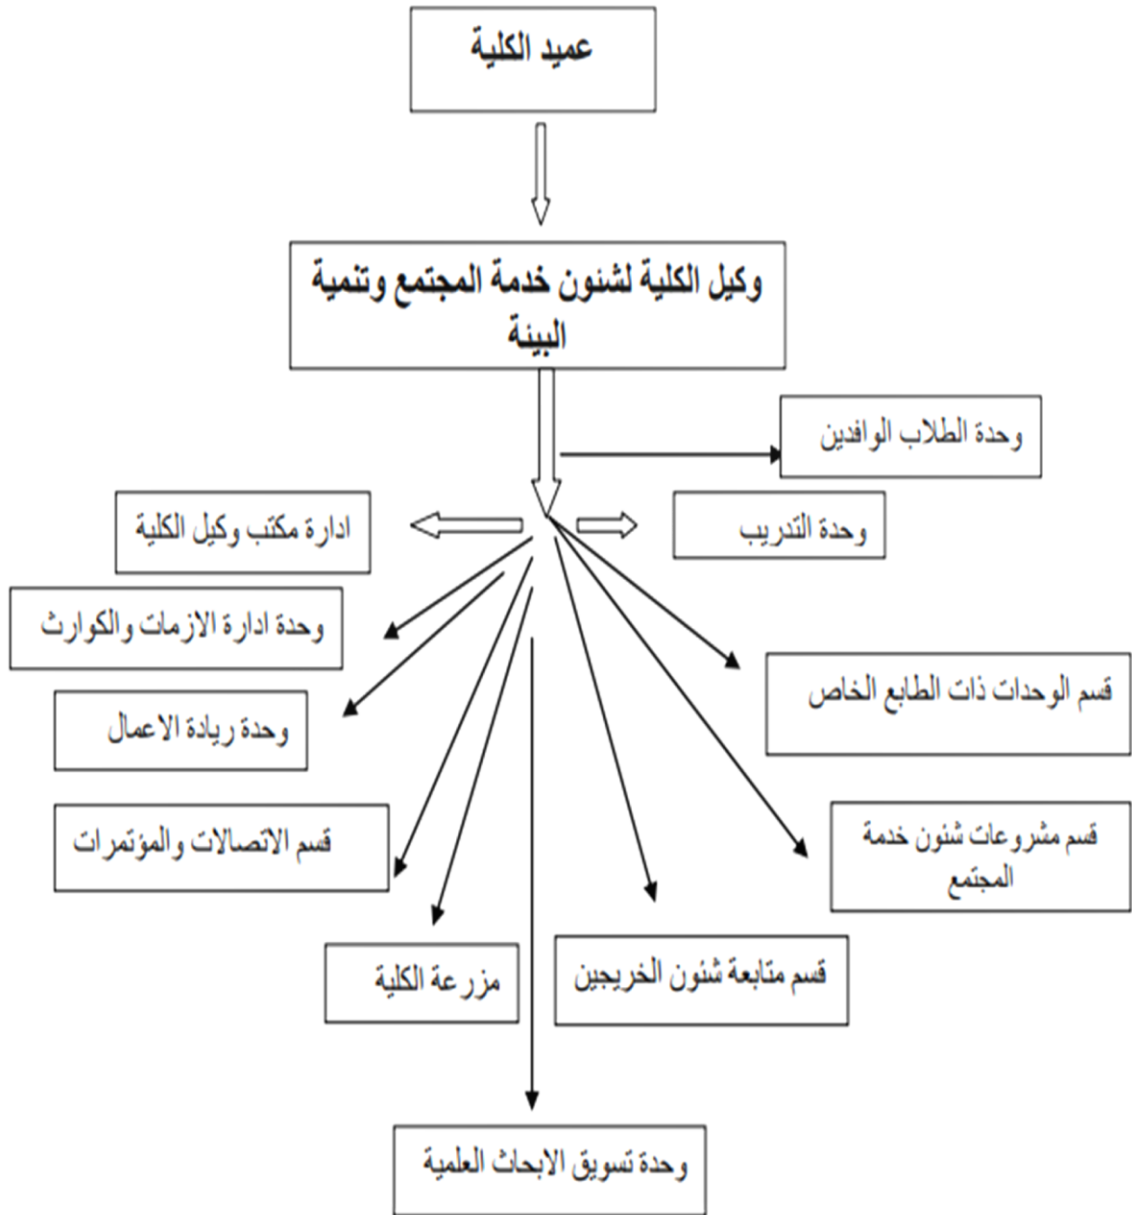 عميد الكلية
وكيل الكلية لشئون خدمة المجتمع وتنمية
البيئة
وحدة الطلاب الوافدين
وحدة التدريب
ادارة مكتب وكيل الكلية
وحدة ادارة الازمات والكوارث
قسم الوحدات ذات الطابع الخاص
وحدة ريادة الاعمال
قسم مشروعات شئون خدمة
المجتمع
قسم الاتصالات والمؤتمرات
قسم متابعة شئون الخريجين
مزرعة الكلية
وحدة تسويق الابحاث العلمية